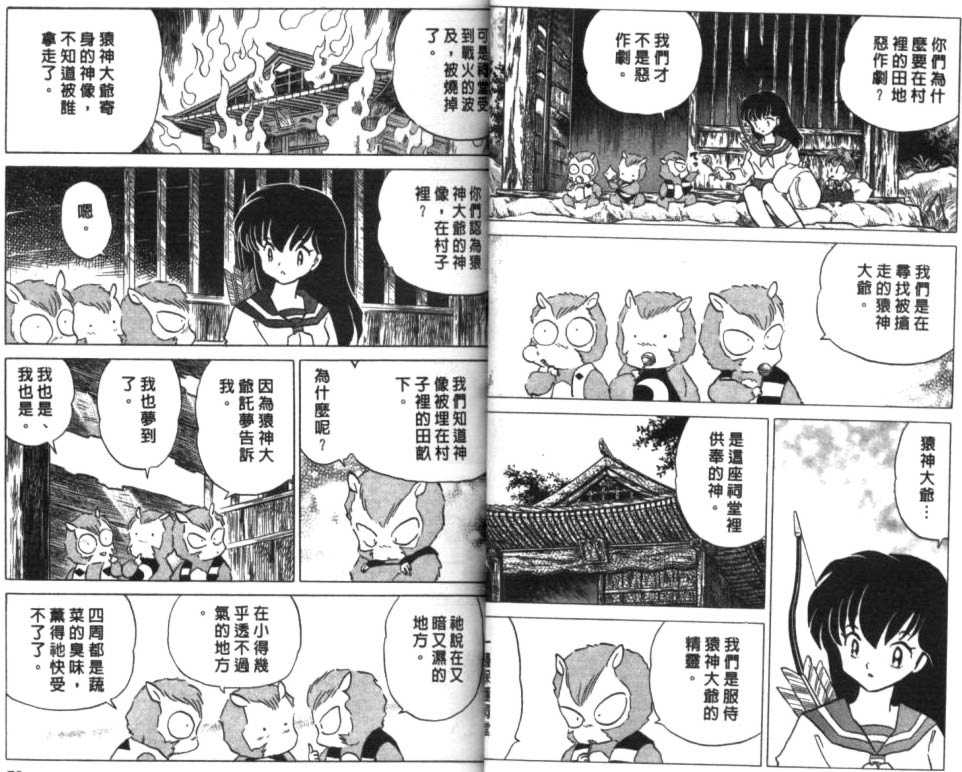 你們為什
麼要在村
裡的田地
惡作劇?
我們才
不是惡
作劇。
我們是在
尋找被搶
走的猿神
大爺。
猿神大爺…
是這座祠堂裡
供奉的神。
我們是服侍
猿神大爺的
精靈。
可是祠堂受
到戰火的波
及,被燒掉
了。
猿神大爺寄
身的神像,
不知道被誰
拿走了。
你們認為猿
神大爺的神
像,在村子
裡?
嗯。
我們知道神
像被埋在村
子裡的田畝
下。
為什麼呢?
因為猿神大
爺託夢告訴
我。
我也夢到
了。
我也是、
我也是。
祂說在又
暗又濕的
地方。
在小得幾
乎透不過
氣的地方
。
四周都是蔬
菜的臭味,
薰得祂快受
不了了。